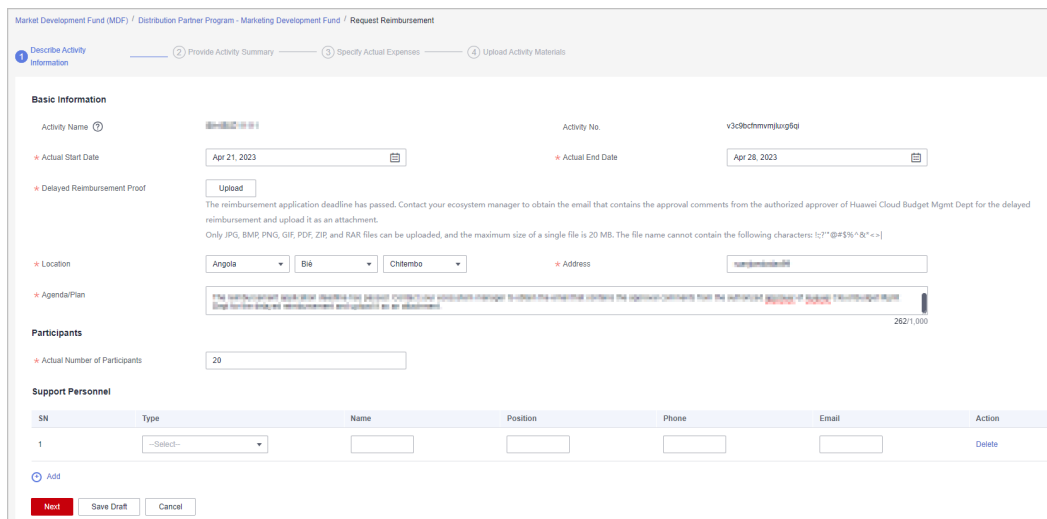 Market Development Fund (MDF) / Distribution Partner Program - Marketing Development Fund / Request Reimbursement
1 Describe Activity Information
2 Provide Activity Summary
3 Specify Actual Expenses
4 Upload Activity Materials
Basic Information
Activity Name ?
Activity No. v3c9bcfnmvmjluxg6qi
* Actual Start Date Apr 21, 2023
* Actual End Date Apr 28, 2023
* Delayed Reimbursement Proof Upload
The reimbursement application deadline has passed. Contact your ecosystem manager to obtain the email that contains the approval comments from the authorized approver of Huawei Cloud Budget Mgmt Dept for the delayed
reimbursement and upload it as an attachment.
Only JPG, BMP, PNG, GIF, PDF, ZIP, and RAR files can be uploaded, and the maximum size of a single file is 20 MB. The file name cannot contain the following characters: !:;?'"@#$%^&*<>|
* Location Angola Bié Chitembo
* Address
* Agenda/Plan
262/1,000
Participants
* Actual Number of Participants 20
Support Personnel
SN Type Name Position Phone Email Action
1 --Select-- Delete
Add
Next Save Draft Cancel